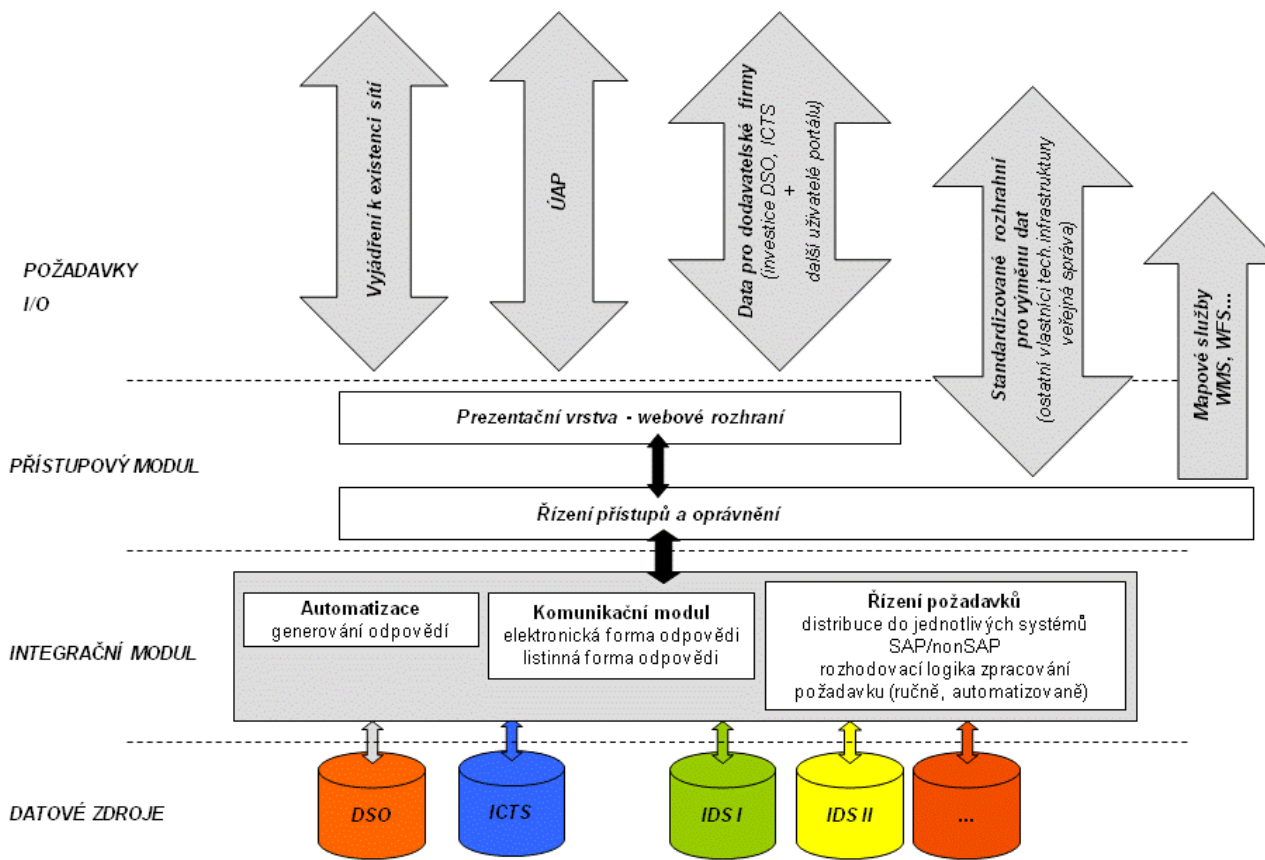 Vyjádření k existenci sítí
ÚAP
Data pro dodavatelské firmy
(investice DSO, ICTS
+
další uživatelé portálu)
Standardizované rozhrahní
pro výměnu dat
(ostatní vlastníci tech.infrastruktury
veřejná správa)
Mapové služby
WMS, WFS...
POŽADAVKY
I/O
Prezentační vrstva - webové rozhraní
PŘÍSTUPOVÝ MODUL
Řízení přístupů a oprávnění
INTEGRAČNÍ MODUL
Automatizace
generování odpovědí
Komunikační modul
elektronická forma odpovědi
listinná forma odpovědi
Řízení požadavků
distribuce do jednotlivých systémů
SAP/nonSAP
rozhodovací logika zpracování
požadavku (ručně, automatizovaně)
DATOVÉ ZDROJE
DSO
ICTS
IDS I
IDS II
...